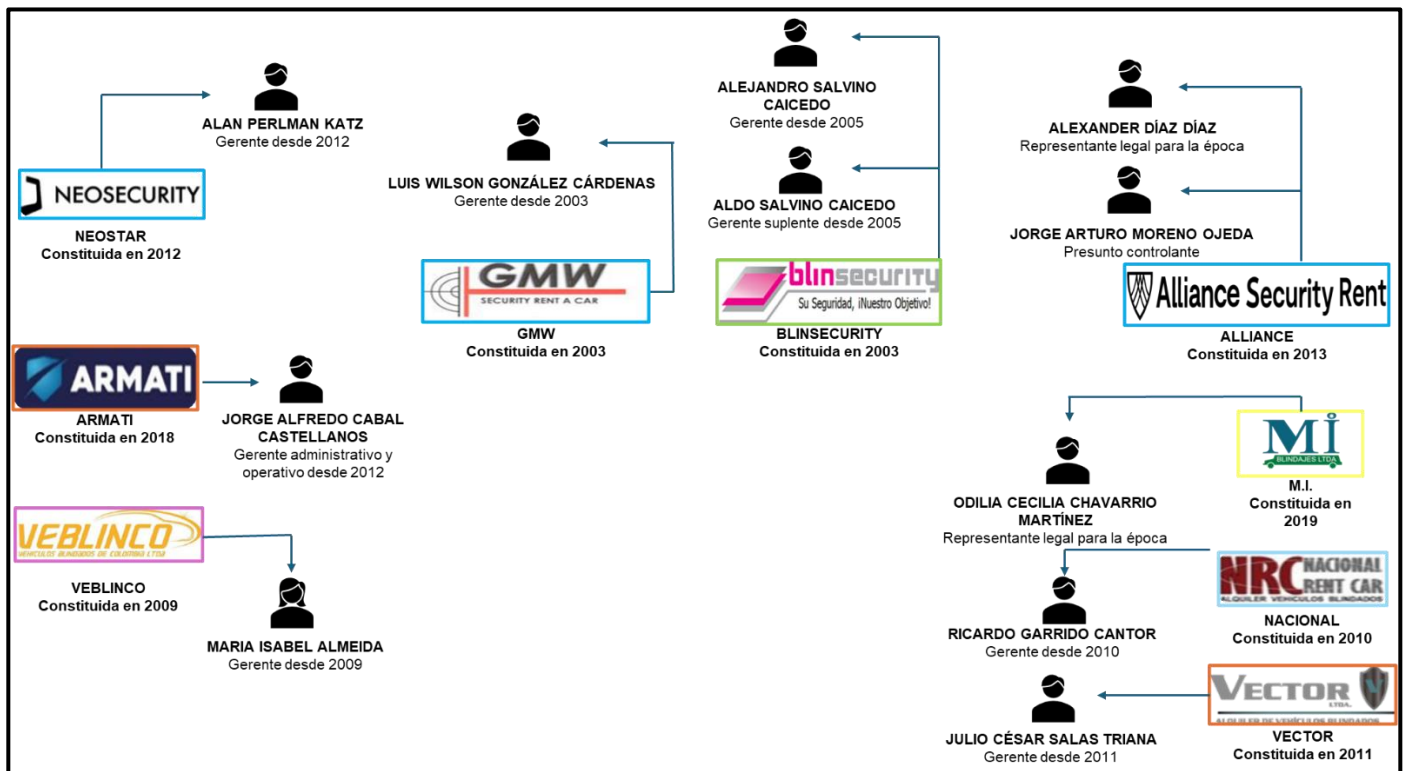 ALAN PERLMAN KATZ
Gerente desde 2012
NEOSECURITY
NEOSTAR
Constituida en 2012
LUIS WILSON GONZÁLEZ CÁRDENAS
Gerente desde 2003
GMW
SECURITY RENT A CAR
GMW
Constituida en 2003
ALEJANDRO SALVINO
CAICEDO
Gerente desde 2005
ALDO SALVINO CAICEDO
Gerente suplente desde 2005
blinsecurity
Su Seguridad, ¡Nuestro Objetivo!
BLINSECURITY
Constituida en 2003
ALEXANDER DÍAZ DÍAZ
Representante legal para la época
JORGE ARTURO MORENO OJEDA
Presunto controlante
Alliance Security Rent
ALLIANCE
Constituida en 2013
ARMATI
ARMATI
Constituida en 2018
JORGE ALFREDO CABAL
CASTELLANOS
Gerente administrativo y
operativo desde 2012
VEBLINCO
VEHICULOS BLINDADOS DE COLOMBIA LTDA
VEBLINCO
Constituida en 2009
MARIA ISABEL ALMEIDA
Gerente desde 2009
Mi
BLINDAJES LTDA
M.I.
Constituida en
2019
ODILIA CECILIA CHAVARRIO
MARTÍNEZ
Representante legal para la época
NRC NACIONAL
RENT CAR
ALQUILER VEHICULOS BLINDADOS
NACIONAL
Constituida en 2010
RICARDO GARRIDO CANTOR
Gerente desde 2010
VECTOR V
LTDA.
ALQUILER DE VEHÍCULOS BLINDADOS
VECTOR
Constituida en 2011
JULIO CÉSAR SALAS TRIANA
Gerente desde 2011